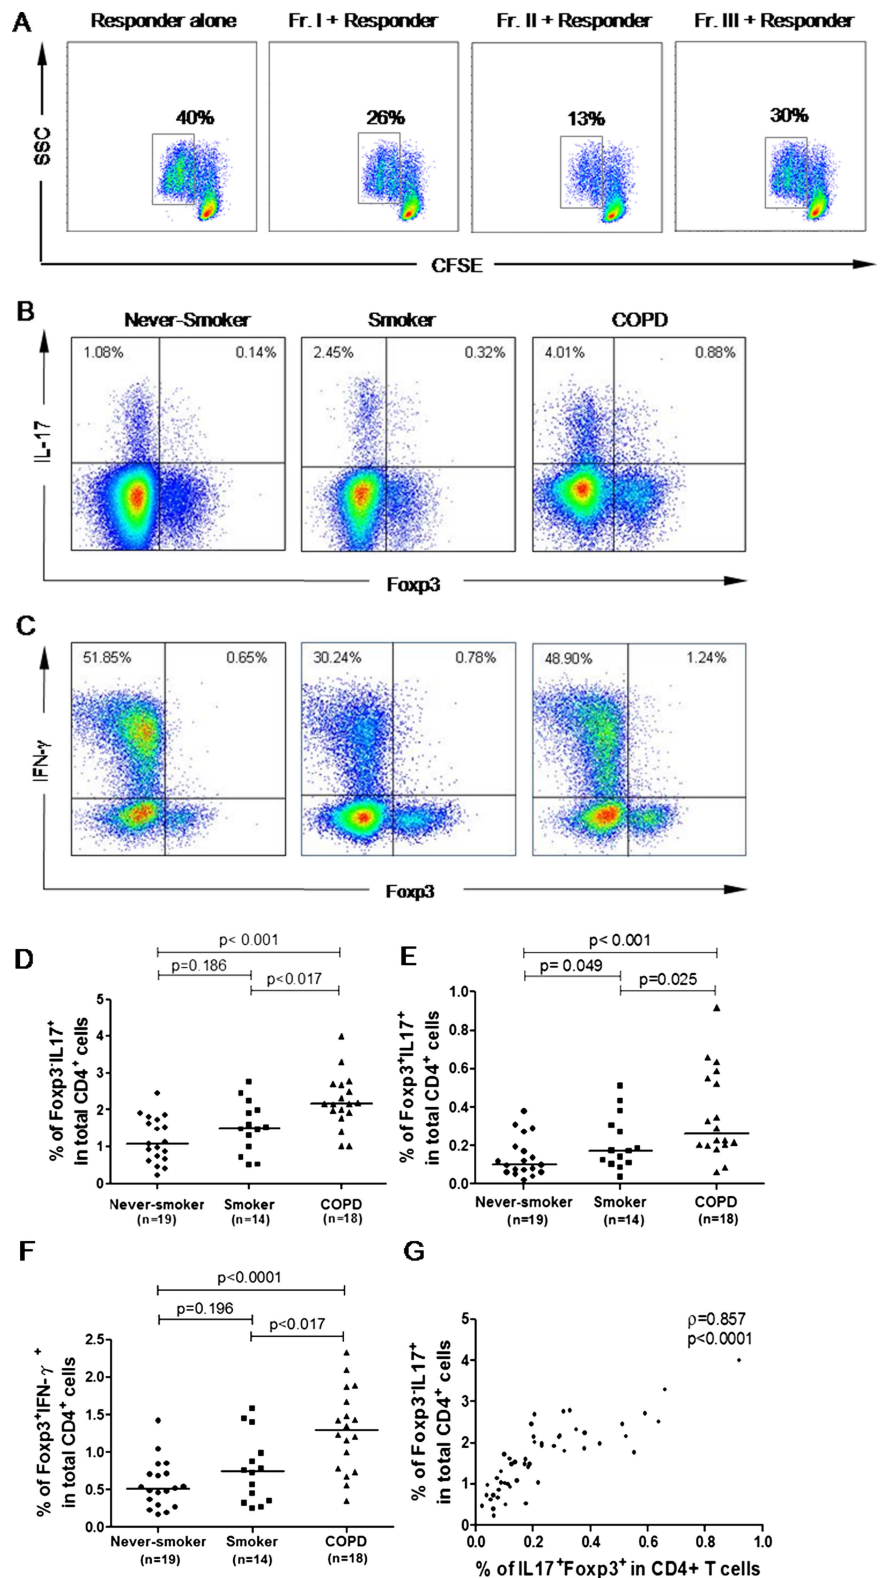 A
Responder alone
Fr. I + Responder
Fr. II + Responder
Fr. III + Responder
SSC
40%
26%
13%
30%
CFSE
B
Never-Smoker
Smoker
COPD
IL-17
1.08%
0.14%
2.45%
0.32%
4.01%
0.88%
Foxp3
C
IFN-γ
51.85%
0.65%
30.24%
0.78%
48.90%
1.24%
Foxp3
D
p< 0.001
p=0.186
p<0.017
% of Foxp3⁻IL17⁺
in total CD4⁺ cells
5
4
3
2
1
0
Never-smoker
(n=19)
Smoker
(n=14)
COPD
(n=18)
E
p< 0.001
p= 0.049
p=0.025
% of Foxp3⁺IL17⁺
in total CD4⁺ cells
1.0
0.8
0.6
0.4
0.2
0.0
Never-smoker
(n=19)
Smoker
(n=14)
COPD
(n=18)
F
p<0.0001
p=0.196
p<0.017
% of Foxp3⁺IFN-γ ⁺
in total CD4⁺ cells
2.5
2.0
1.5
1.0
0.5
0.0
Never-smoker
(n=19)
Smoker
(n=14)
COPD
(n=18)
G
ρ=0.857
p<0.0001
% of Foxp3⁻IL17⁺
in total CD4⁺ cells
5
4
3
2
1
0
0.0
0.2
0.4
0.6
0.8
1.0
% of IL17⁺Foxp3⁺ in CD4+ T cells